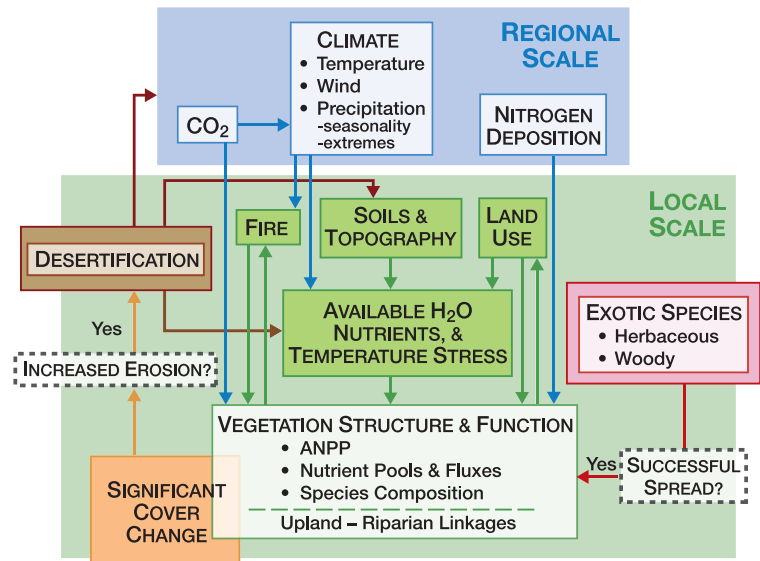 REGIONAL
SCALE
CLIMATE
• Temperature
• Wind
• Precipitation
-seasonality
-extremes
CO₂
NITROGEN
DEPOSITION
LOCAL
SCALE
FIRE
SOILS &
TOPOGRAPHY
LAND
USE
DESERTIFICATION
AVAILABLE H₂O
NUTRIENTS, &
TEMPERATURE STRESS
EXOTIC SPECIES
• Herbaceous
• Woody
Yes
INCREASED EROSION?
VEGETATION STRUCTURE & FUNCTION
• ANPP
• Nutrient Pools & Fluxes
• Species Composition
Upland – Riparian Linkages
Yes
SUCCESSFUL
SPREAD?
SIGNIFICANT
COVER
CHANGE